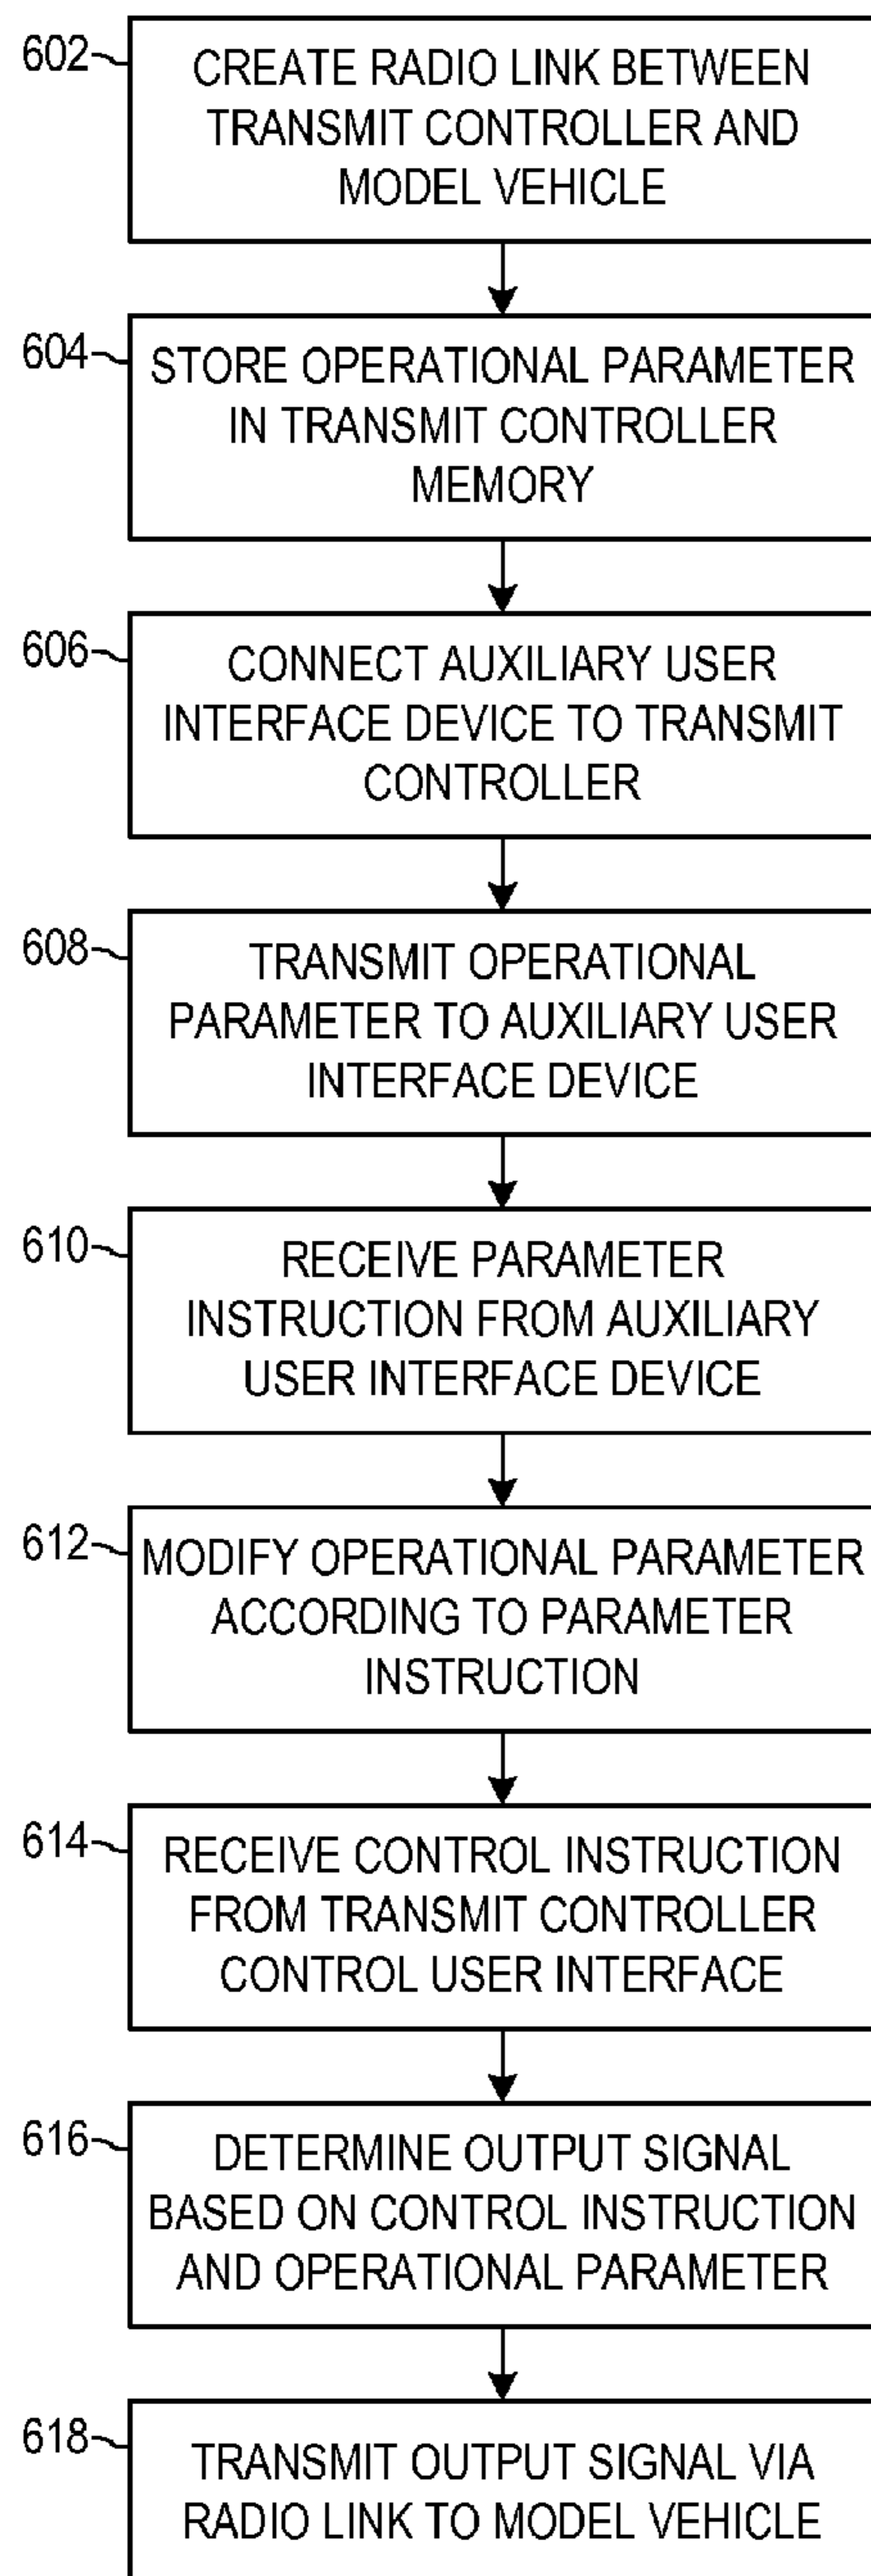 602
CREATE RADIO LINK BETWEEN
TRANSMIT CONTROLLER AND
MODEL VEHICLE
604
STORE OPERATIONAL PARAMETER
IN TRANSMIT CONTROLLER
MEMORY
606
CONNECT AUXILIARY USER
INTERFACE DEVICE TO TRANSMIT
CONTROLLER
608
TRANSMIT OPERATIONAL
PARAMETER TO AUXILIARY USER
INTERFACE DEVICE
610
RECEIVE PARAMETER
INSTRUCTION FROM AUXILIARY
USER INTERFACE DEVICE
612
MODIFY OPERATIONAL PARAMETER
ACCORDING TO PARAMETER
INSTRUCTION
614
RECEIVE CONTROL INSTRUCTION
FROM TRANSMIT CONTROLLER
CONTROL USER INTERFACE
616
DETERMINE OUTPUT SIGNAL
BASED ON CONTROL INSTRUCTION
AND OPERATIONAL PARAMETER
618
TRANSMIT OUTPUT SIGNAL VIA
RADIO LINK TO MODEL VEHICLE